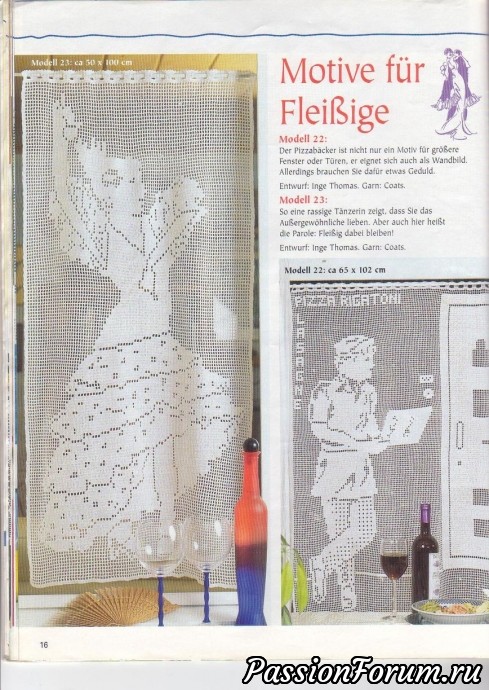 Modell 23: ca 50 x 100 cm
Motive für
Fleißige
Modell 22:
Der Pizzabäcker ist nicht nur ein Motiv für größere
Fenster oder Türen, er eignet sich auch als Wandbild.
Allerdings brauchen Sie dafür etwas Geduld.
Entwurf: Inge Thomas. Garn: Coats.
Modell 23:
So eine rassige Tänzerin zeigt, dass Sie das
Außergewöhnliche lieben. Aber auch hier heißt
die Parole: Fleißig dabei bleiben!
Entwurf: Inge Thomas. Garn: Coats.
Modell 22: ca 65 x 102 cm
PIZZA RIGATONI
LASAGNE
16
PassionForum.ru